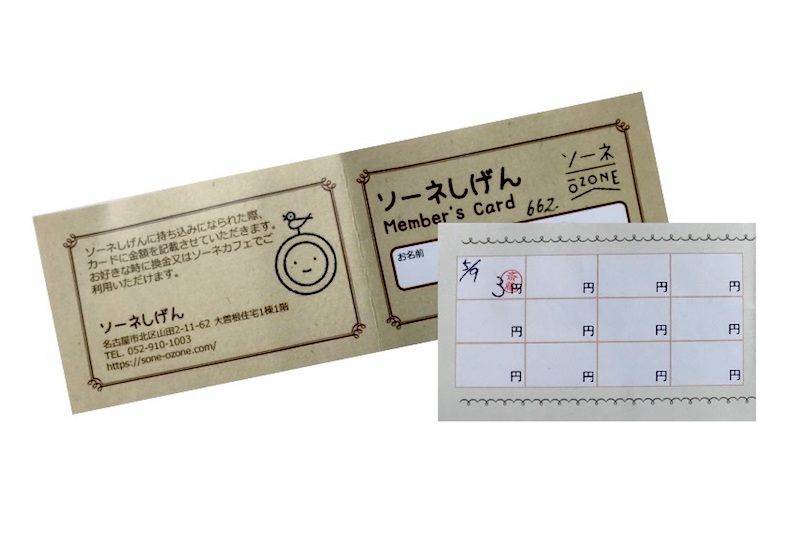 ソーネしげんに持ち込みになられた際、
カードに金額を記載させていただきます。
お好きな時に換金又はソーネカフェでご
利用いただけます。
ソーネしげん
名古屋市北区山田2-11-62 大曽根住宅1棟1階
TEL. 052-910-1003
https://sone-ozone.com/
ソーネしげん
Member's Card 662.
ソーネ
OZONE
お名前
5/9
3円 円 円 円
円 円 円 円
円 円 円 円